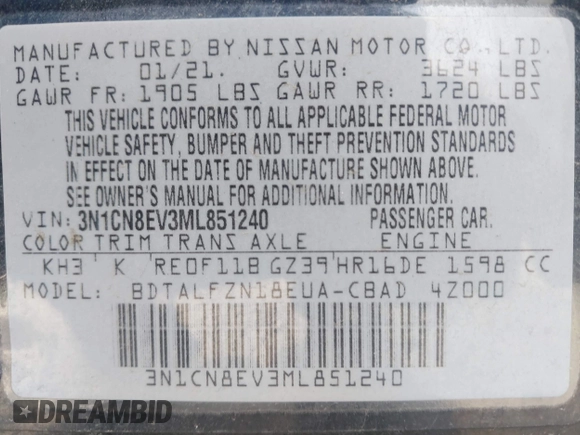 MANUFACTURED BY NISSAN MOTOR CO., LTD.
DATE: 01/21. GVWR: 3624 LBS
GAWR FR: 1905 LBS GAWR RR: 1720 LBS
THIS VEHICLE CONFORMS TO ALL APPLICABLE FEDERAL MOTOR
VEHICLE SAFETY, BUMPER AND THEFT PREVENTION STANDARDS
IN EFFECT ON THE DATE OF MANUFACTURE SHOWN ABOVE.
SEE OWNER'S MANUAL FOR ADDITIONAL INFORMATION.
VIN: 3N1CN8EV3ML851240 PASSENGER CAR.
COLOR TRIM TRANS AXLE ENGINE
KH3 K RE0F11B GZ39 HR16DE 1598 CC
MODEL: BDTALFZN18EUA-CBAD 4Z000
3N1CN8EV3ML851240
DREAMBID